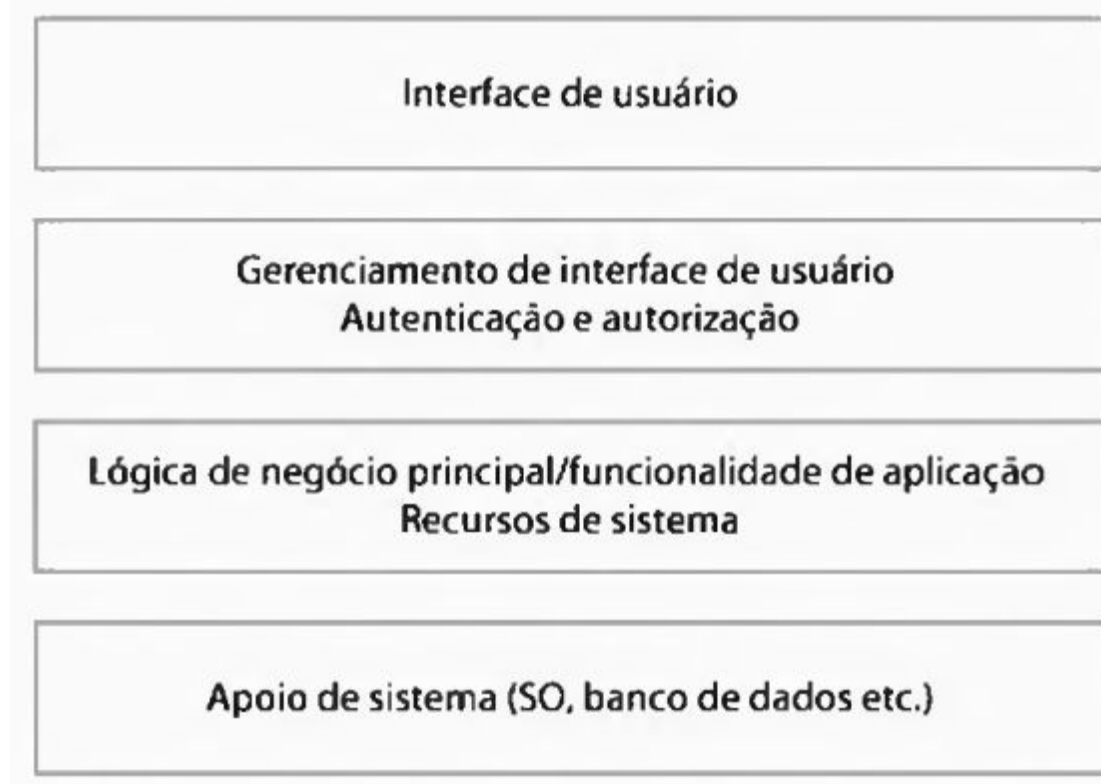 Interface de usuário
Gerenciamento de interface de usuário
Autenticação e autorização
Lógica de negócio principal/funcionalidade de aplicação
Recursos de sistema
Apoio de sistema (SO, banco de dados etc.)